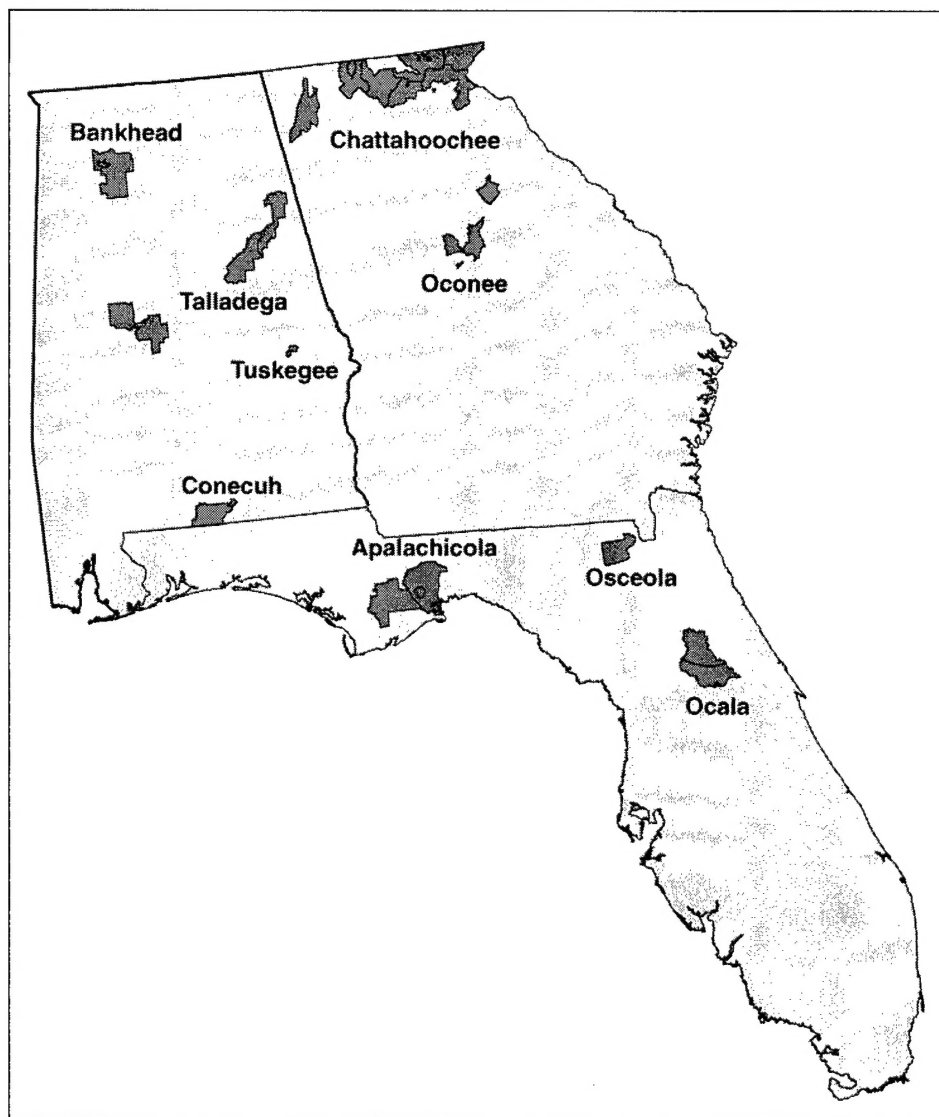 Bankhead
Chattahoochee
Oconee
Talladega
Tuskegee
Conecuh
Apalachicola
Osceola
Ocala